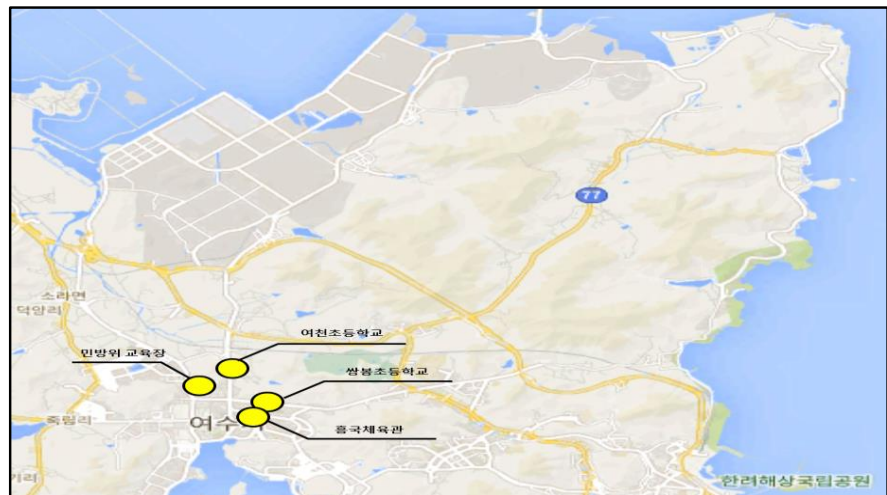 77
소라면
덕양리
여천초등학교
민방위 교육장
쌍봉초등학교
죽림리
여수
흥국체육관
한려해상국립공원